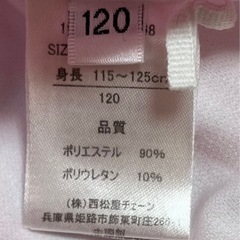 120
SIZ
身長 115～125cm
120
品質
ポリエステル 90%
ポリウレタン 10%
(株)西松屋チェーン
兵庫県姫路市飾東町庄266-1